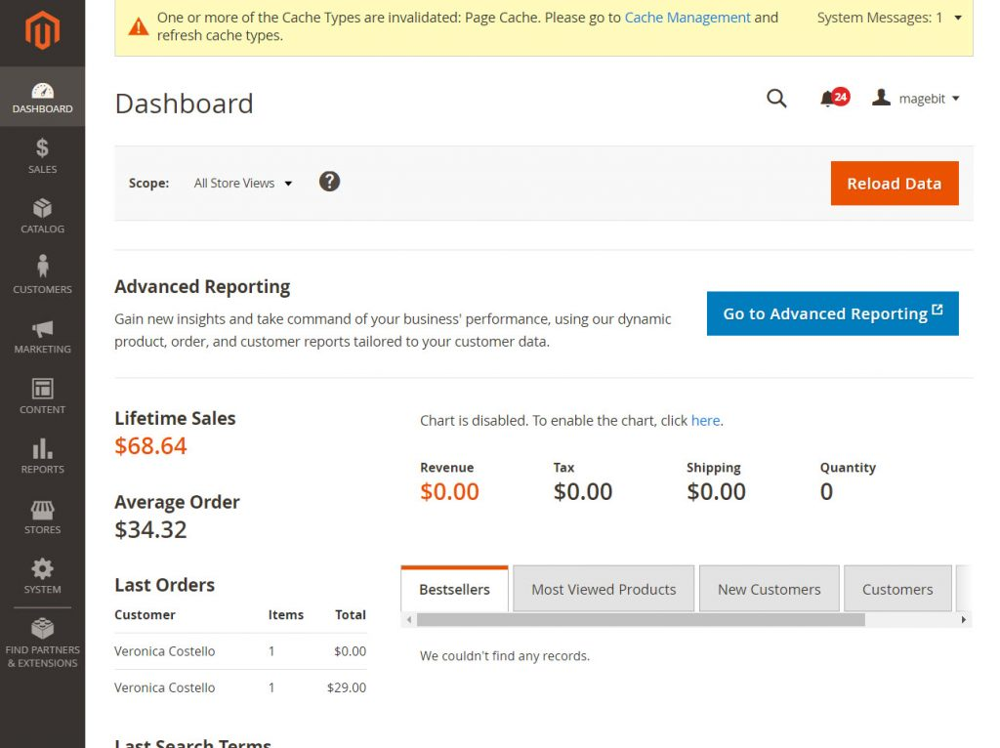 One or more of the Cache Types are invalidated: Page Cache. Please go to Cache Management and
refresh cache types.
System Messages: 1
DASHBOARD
SALES
CATALOG
CUSTOMERS
MARKETING
CONTENT
REPORTS
STORES
SYSTEM
FIND PARTNERS
& EXTENSIONS
Dashboard
24
magebit
Scope: All Store Views ?
Reload Data
Advanced Reporting
Gain new insights and take command of your business' performance, using our dynamic
product, order, and customer reports tailored to your customer data.
Go to Advanced Reporting
Lifetime Sales
$68.64
Average Order
$34.32
Chart is disabled. To enable the chart, click here.
Revenue Tax Shipping Quantity
$0.00 $0.00 $0.00 0
Last Orders
Customer Items Total
Veronica Costello 1 $0.00
Veronica Costello 1 $29.00
Bestsellers Most Viewed Products New Customers Customers
We couldn't find any records.
Last Search Terms